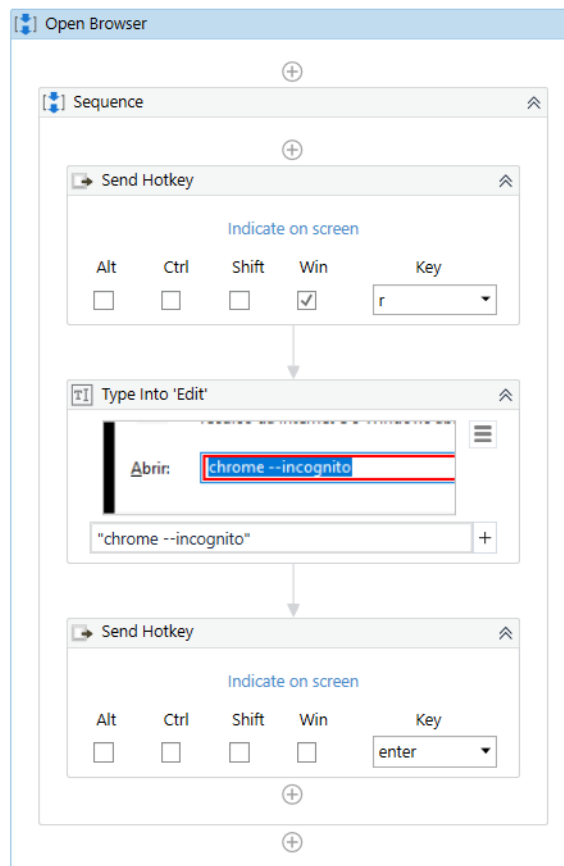 Open Browser
Sequence
Send Hotkey
Indicate on screen
Alt Ctrl Shift Win Key
r
Type Into 'Edit'
Abrir: chrome --incognito
"chrome --incognito" +
Send Hotkey
Indicate on screen
Alt Ctrl Shift Win Key
enter